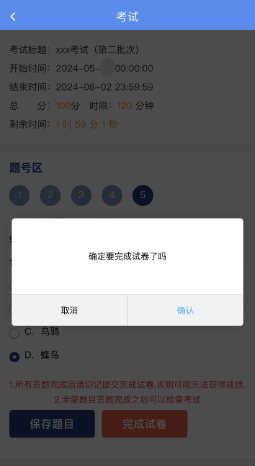 考试
考试标题：xxx考试（第二批次）
开始时间：2024-05- 00:00:00
结束时间：2024-06-02 23:59:59
总　分：100分　时限：120 分钟
剩余时间：1 时 59 分 1 秒
题号区
1 2 3 4 5
确定要完成试卷了吗
取消 确认
C. 乌鸦
D. 蜂鸟
1.所有答题完成后请切记提交完成试卷,否则可能无法获得成绩。
2.全部题目答题完成之后可以检查考试
保存题目 完成试卷